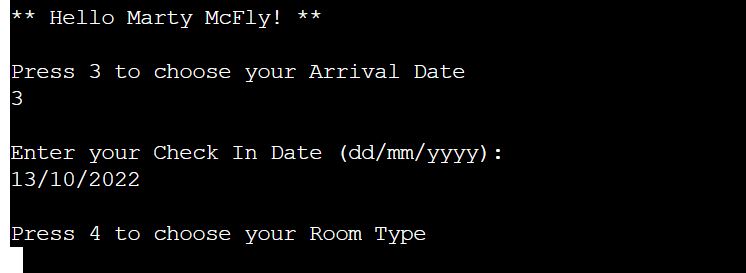 ** Hello Marty McFly! **
Press 3 to choose your Arrival Date
3
Enter your Check In Date (dd/mm/yyyy):
13/10/2022
Press 4 to choose your Room Type